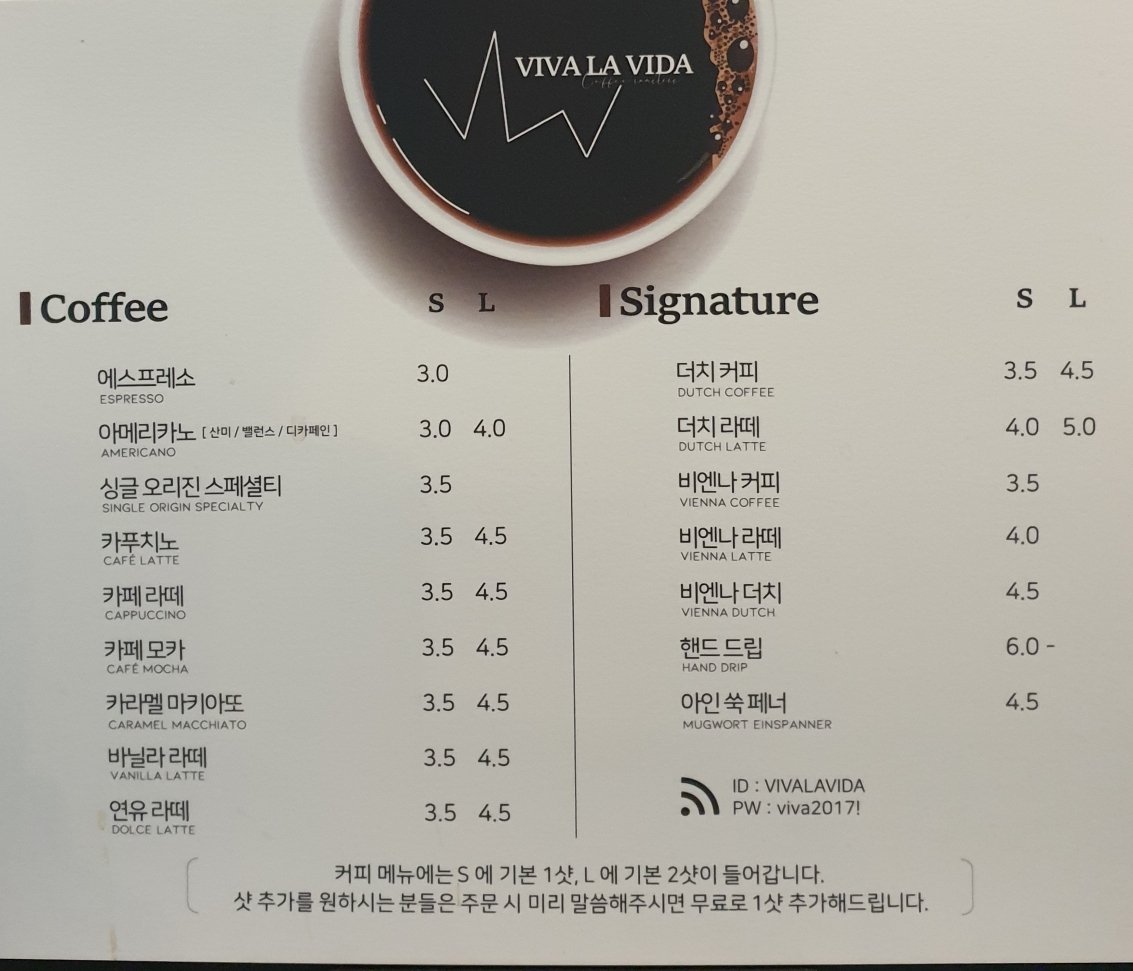 VIVA LA VIDA
Coffee roasters
Coffee S L
에스프레소 3.0
ESPRESSO
아메리카노 [ 산미 / 밸런스 / 디카페인 ] 3.0 4.0
AMERICANO
싱글 오리진 스페셜티 3.5
SINGLE ORIGIN SPECIALTY
카푸치노 3.5 4.5
CAFÉ LATTE
카페 라떼 3.5 4.5
CAPPUCCINO
카페 모카 3.5 4.5
CAFÉ MOCHA
카라멜 마키아또 3.5 4.5
CARAMEL MACCHIATO
바닐라 라떼 3.5 4.5
VANILLA LATTE
연유 라떼 3.5 4.5
DOLCE LATTE
Signature S L
더치 커피 3.5 4.5
DUTCH COFFEE
더치 라떼 4.0 5.0
DUTCH LATTE
비엔나 커피 3.5
VIENNA COFFEE
비엔나 라떼 4.0
VIENNA LATTE
비엔나 더치 4.5
VIENNA DUTCH
핸드 드립 6.0 -
HAND DRIP
아인 쑥 페너 4.5
MUGWORT EINSPANNER
ID : VIVALAVIDA
PW : viva2017!
커피 메뉴에는 S 에 기본 1샷, L 에 기본 2샷이 들어갑니다.
샷 추가를 원하시는 분들은 주문 시 미리 말씀해주시면 무료로 1샷 추가해드립니다.